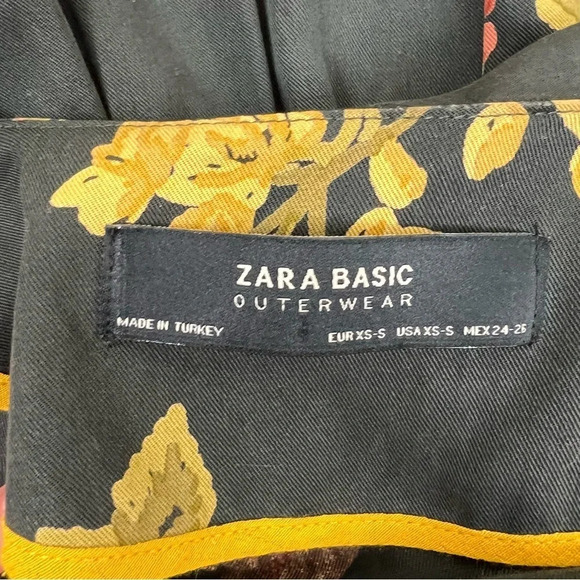 ZARA BASIC
OUTERWEAR
MADE IN TURKEY EUR XS-S USA XS-S MEX 24-26